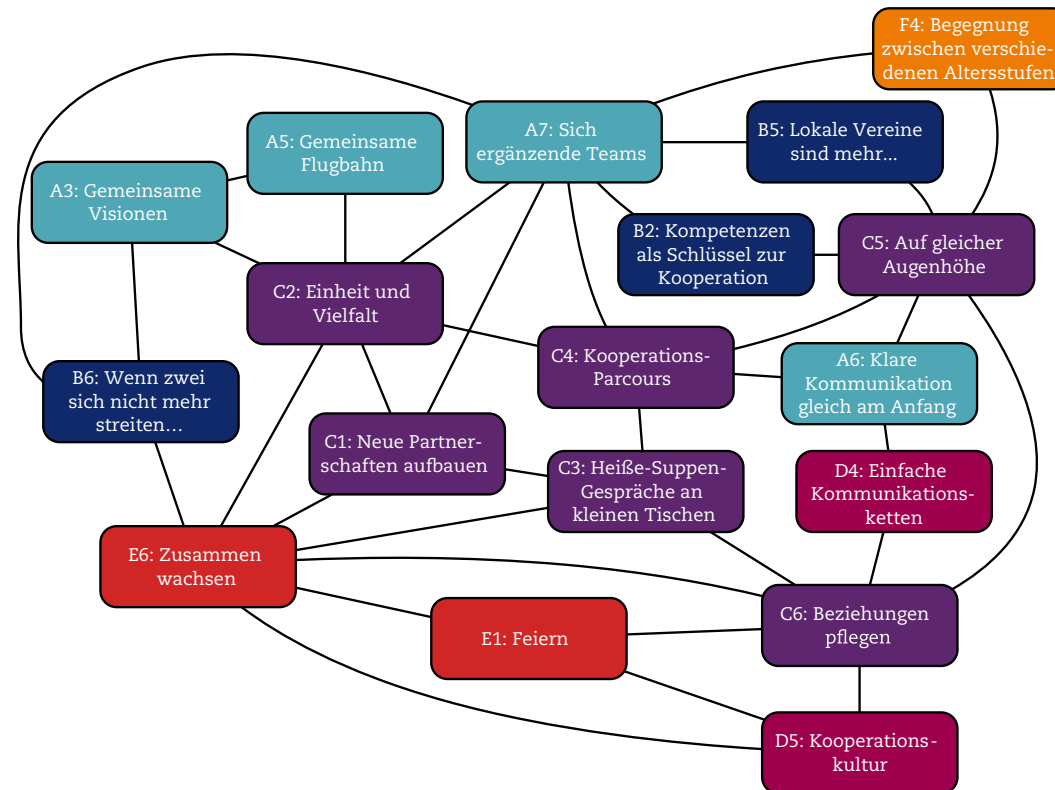 F4: Begegnung
zwischen verschie-
denen Altersstufen
A7: Sich
ergänzende Teams
B5: Lokale Vereine
sind mehr...
A5: Gemeinsame
Flugbahn
A3: Gemeinsame
Visionen
B2: Kompetenzen
als Schlüssel zur
Kooperation
C5: Auf gleicher
Augenhöhe
C2: Einheit und
Vielfalt
C4: Kooperations-
Parcours
A6: Klare
Kommunikation
gleich am Anfang
B6: Wenn zwei
sich nicht mehr
streiten...
C1: Neue Partner-
schaften aufbauen
C3: Heiße-Suppen-
Gespräche an
kleinen Tischen
D4: Einfache
Kommunikations-
ketten
E6: Zusammen
wachsen
E1: Feiern
C6: Beziehungen
pflegen
D5: Kooperations-
kultur